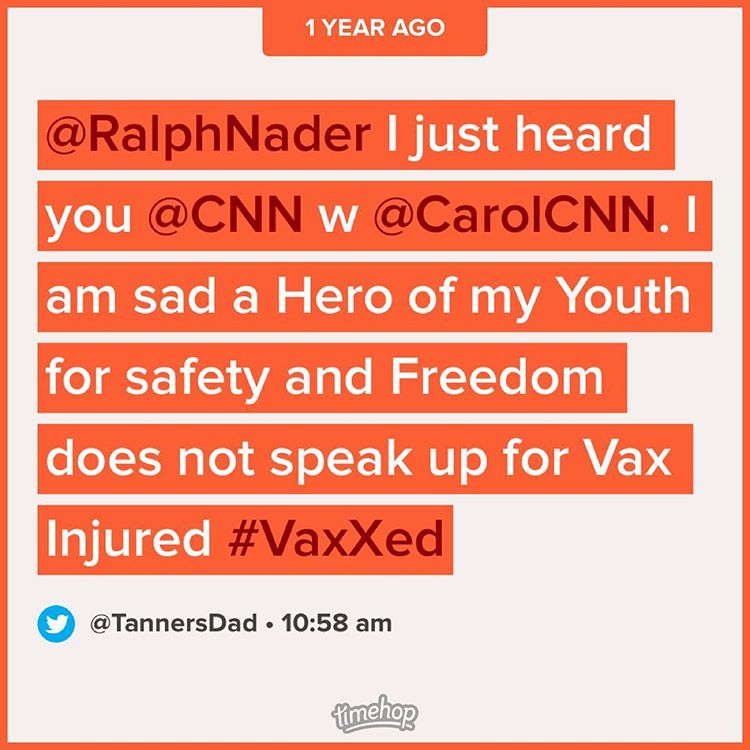 1 YEAR AGO
@RalphNader I just heard
you @CNN w @CarolCNN. I
am sad a Hero of my Youth
for safety and Freedom
does not speak up for Vax
Injured #VaxXed
@TannersDad • 10:58 am
timehop